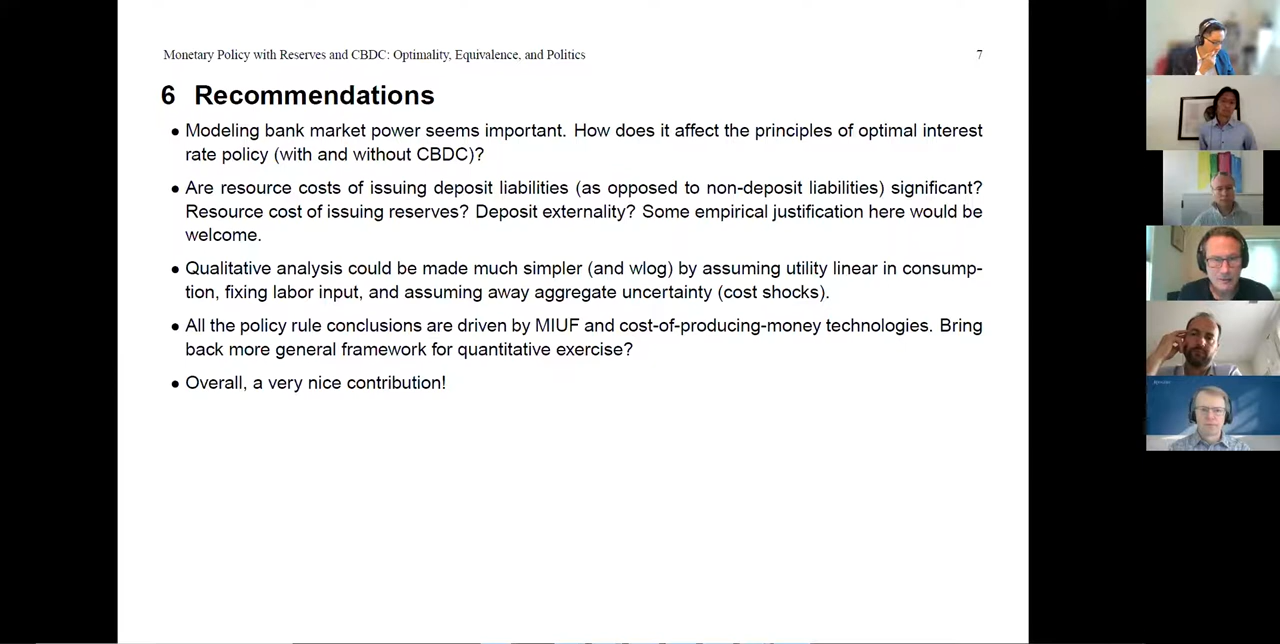 Monetary Policy with Reserves and CBDC: Optimality, Equivalence, and Politics 7
6 Recommendations
● Modeling bank market power seems important. How does it affect the principles of optimal interest
rate policy (with and without CBDC)?
● Are resource costs of issuing deposit liabilities (as opposed to non-deposit liabilities) significant?
Resource cost of issuing reserves? Deposit externality? Some empirical justification here would be
welcome.
● Qualitative analysis could be made much simpler (and wlog) by assuming utility linear in consump-
tion, fixing labor input, and assuming away aggregate uncertainty (cost shocks).
● All the policy rule conclusions are driven by MIUF and cost-of-producing-money technologies. Bring
back more general framework for quantitative exercise?
● Overall, a very nice contribution!